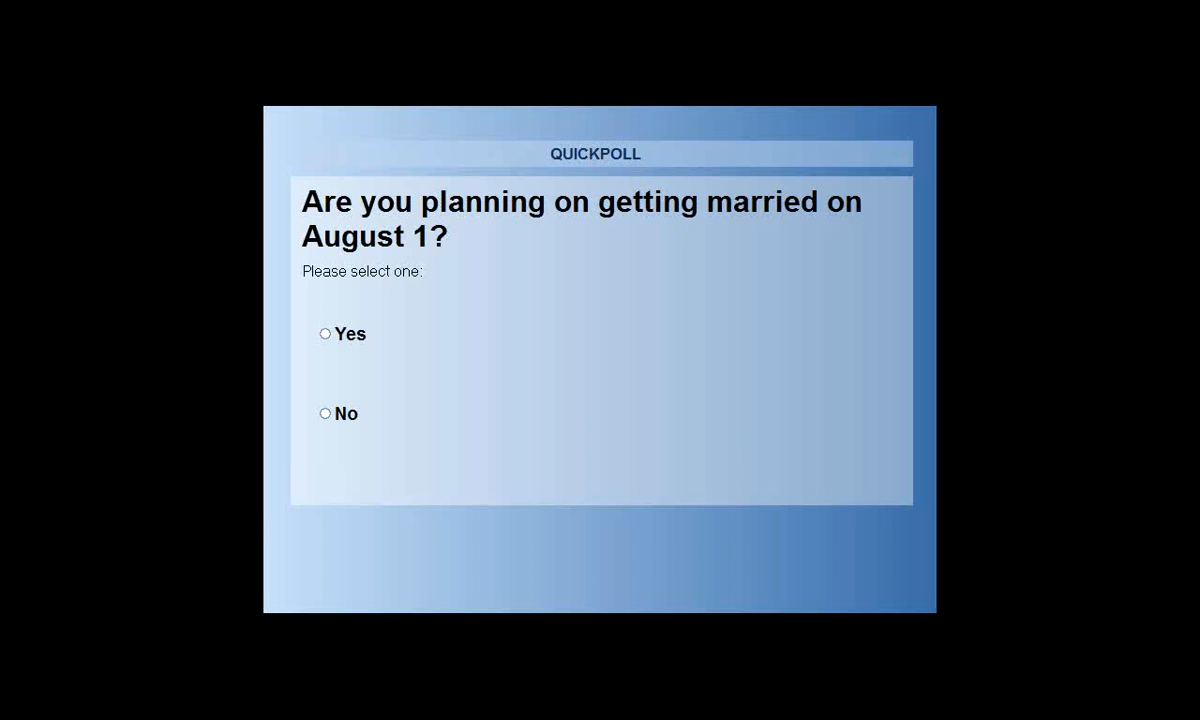 QUICKPOLL
Are you planning on getting married on
August 1?
Please select one:
Yes
No